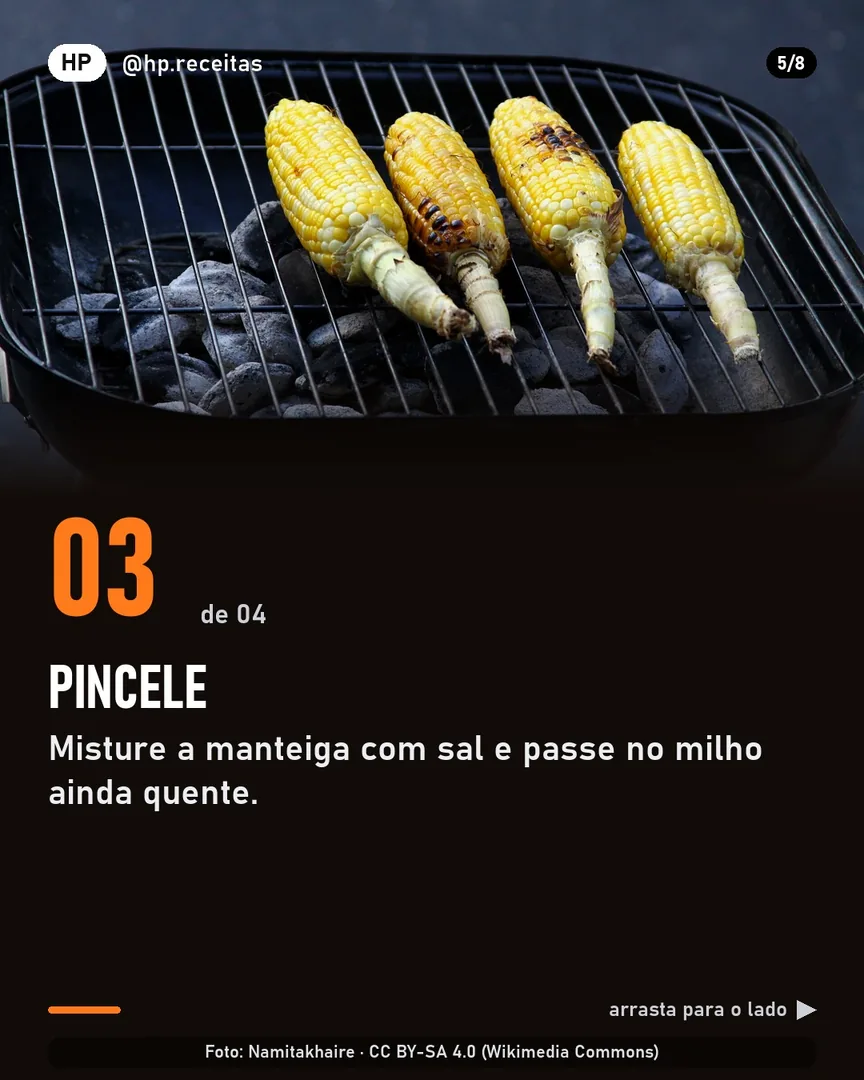 HP @hp.receitas 5/8
03 de 04
PINCELE
Misture a manteiga com sal e passe no milho
ainda quente.
arrasta para o lado ▶
Foto: Namitakhaire · CC BY-SA 4.0 (Wikimedia Commons)